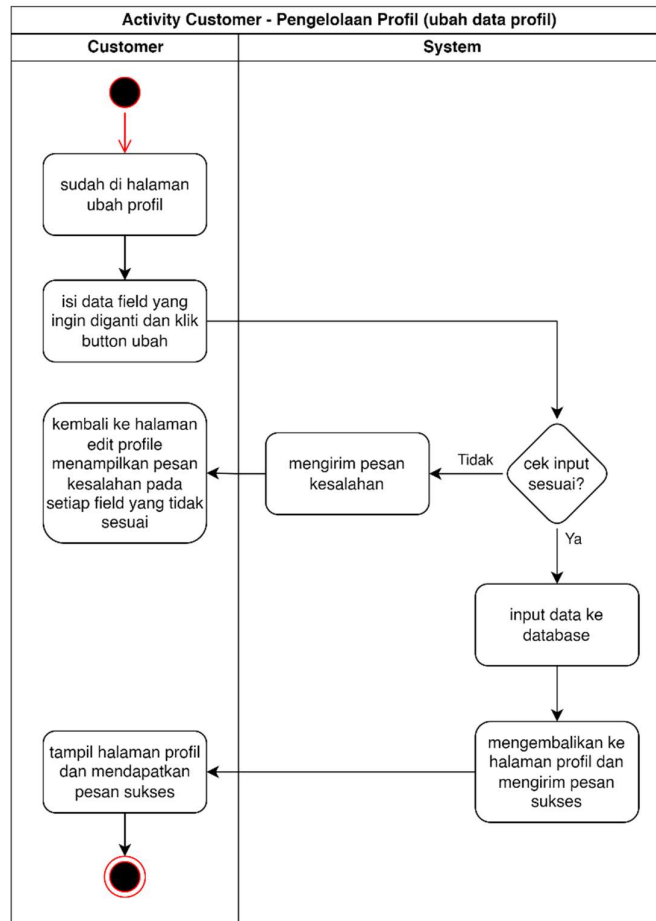 Activity Customer - Pengelolaan Profil (ubah data profil)
Customer
System
sudah di halaman
ubah profil
isi data field yang
ingin diganti dan klik
button ubah
kembali ke halaman
edit profile
menampilkan pesan
kesalahan pada
setiap field yang tidak
sesuai
mengirim pesan
kesalahan
Tidak
cek input
sesuai?
Ya
input data ke
database
mengembalikan ke
halaman profil dan
mengirim pesan
sukses
tampil halaman profil
dan mendapatkan
pesan sukses